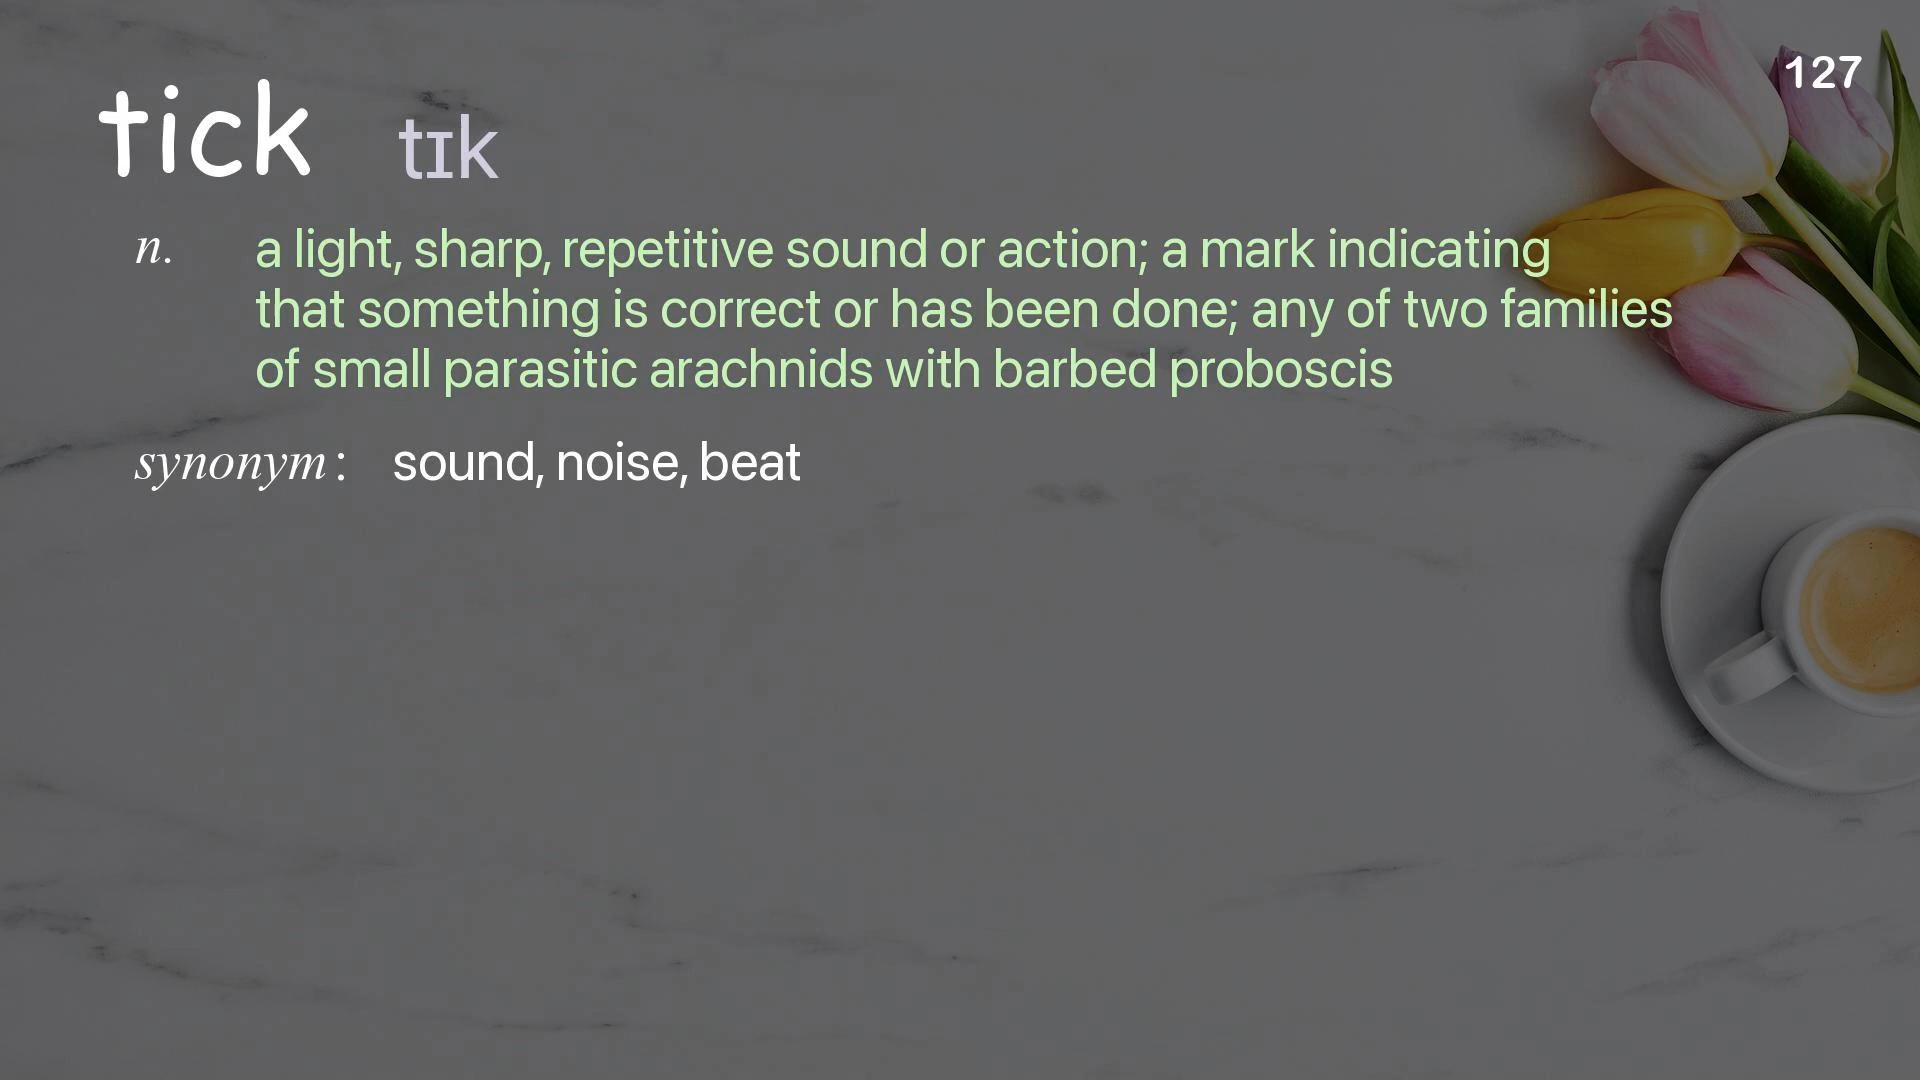 127
tick tɪk
n. a light, sharp, repetitive sound or action; a mark indicating
that something is correct or has been done; any of two families
of small parasitic arachnids with barbed proboscis
synonym : sound, noise, beat